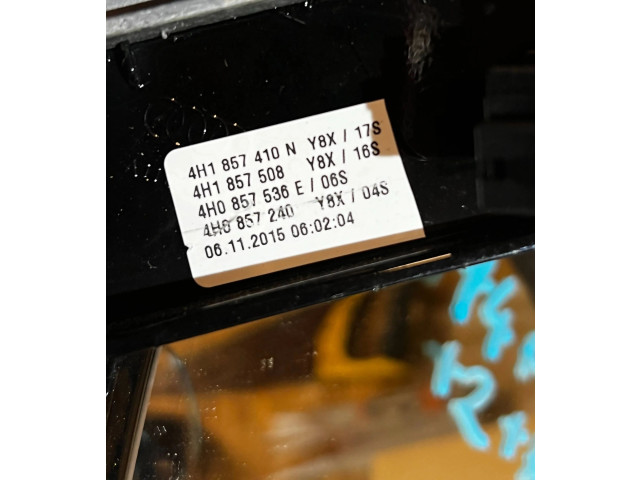 4H1 857 410 N Y8X / 17S
4H1 857 508 Y8X / 16S
4H0 857 536 E / 06S
4H0 857 240 Y8X / 04S
06.11.2015 06:02:04